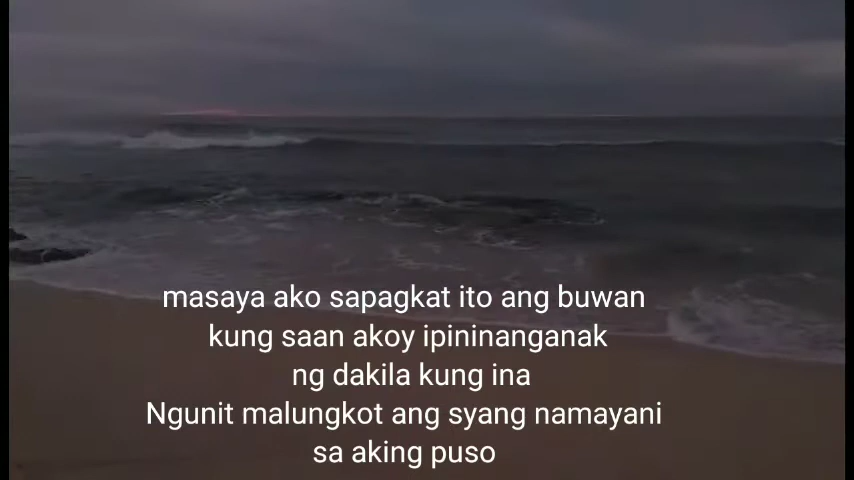 masaya ako sapagkat ito ang buwan
kung saan akoy ipininanganak
ng dakila kung ina
Ngunit malungkot ang syang namayani
sa aking puso